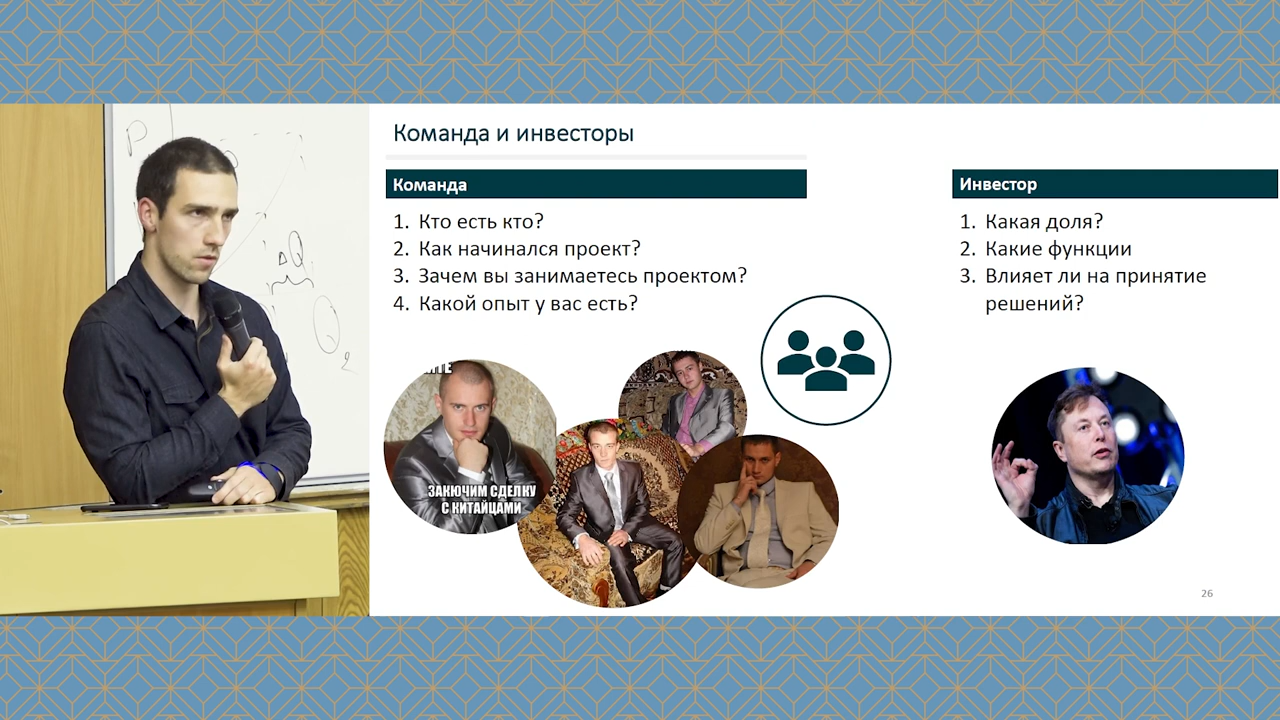 Команда и инвесторы
Команда
1. Кто есть кто?
2. Как начинался проект?
3. Зачем вы занимаетесь проектом?
4. Какой опыт у вас есть?
ЗАКЮЧИМ СДЕЛКУ
С КИТАЙЦАМИ
Инвестор
1. Какая доля?
2. Какие функции
3. Влияет ли на принятие
решений?
26
P
ΔQ
Q
2